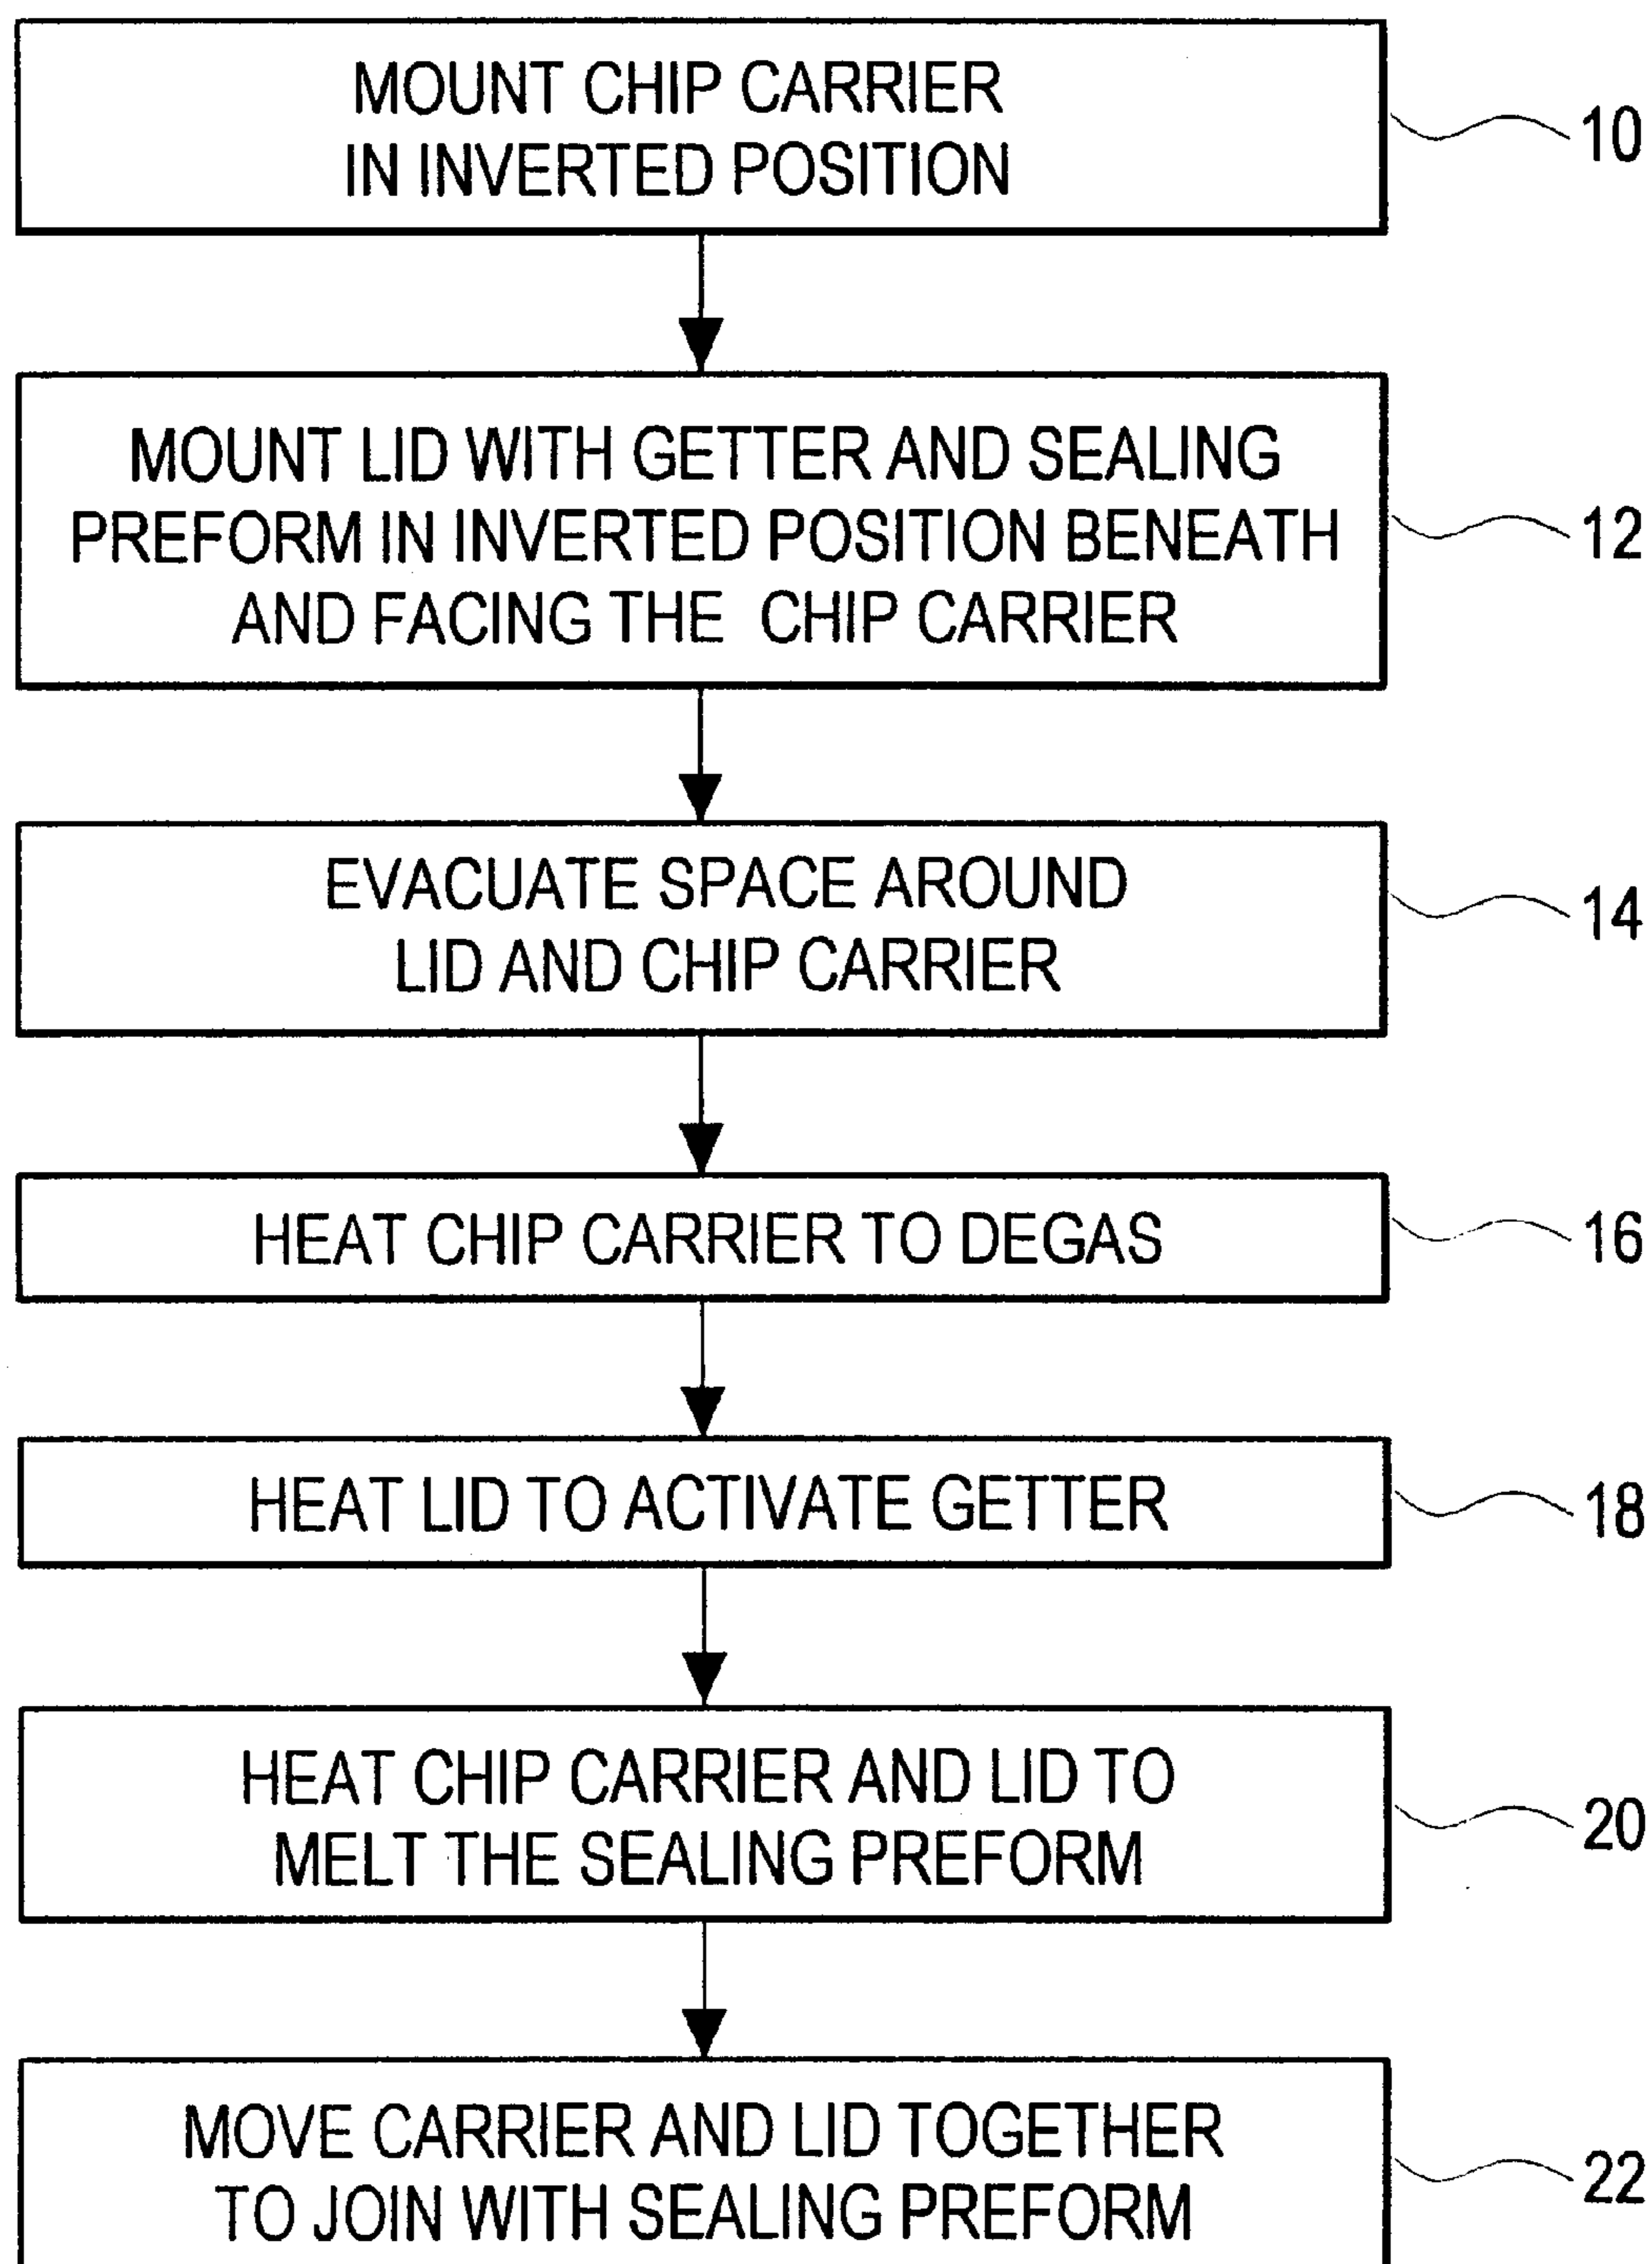 MOUNT CHIP CARRIER
IN INVERTED POSITION
10
MOUNT LID WITH GETTER AND SEALING
PREFORM IN INVERTED POSITION BENEATH
AND FACING THE CHIP CARRIER
12
EVACUATE SPACE AROUND
LID AND CHIP CARRIER
14
HEAT CHIP CARRIER TO DEGAS
16
HEAT LID TO ACTIVATE GETTER
18
HEAT CHIP CARRIER AND LID TO
MELT THE SEALING PREFORM
20
MOVE CARRIER AND LID TOGETHER
TO JOIN WITH SEALING PREFORM
22